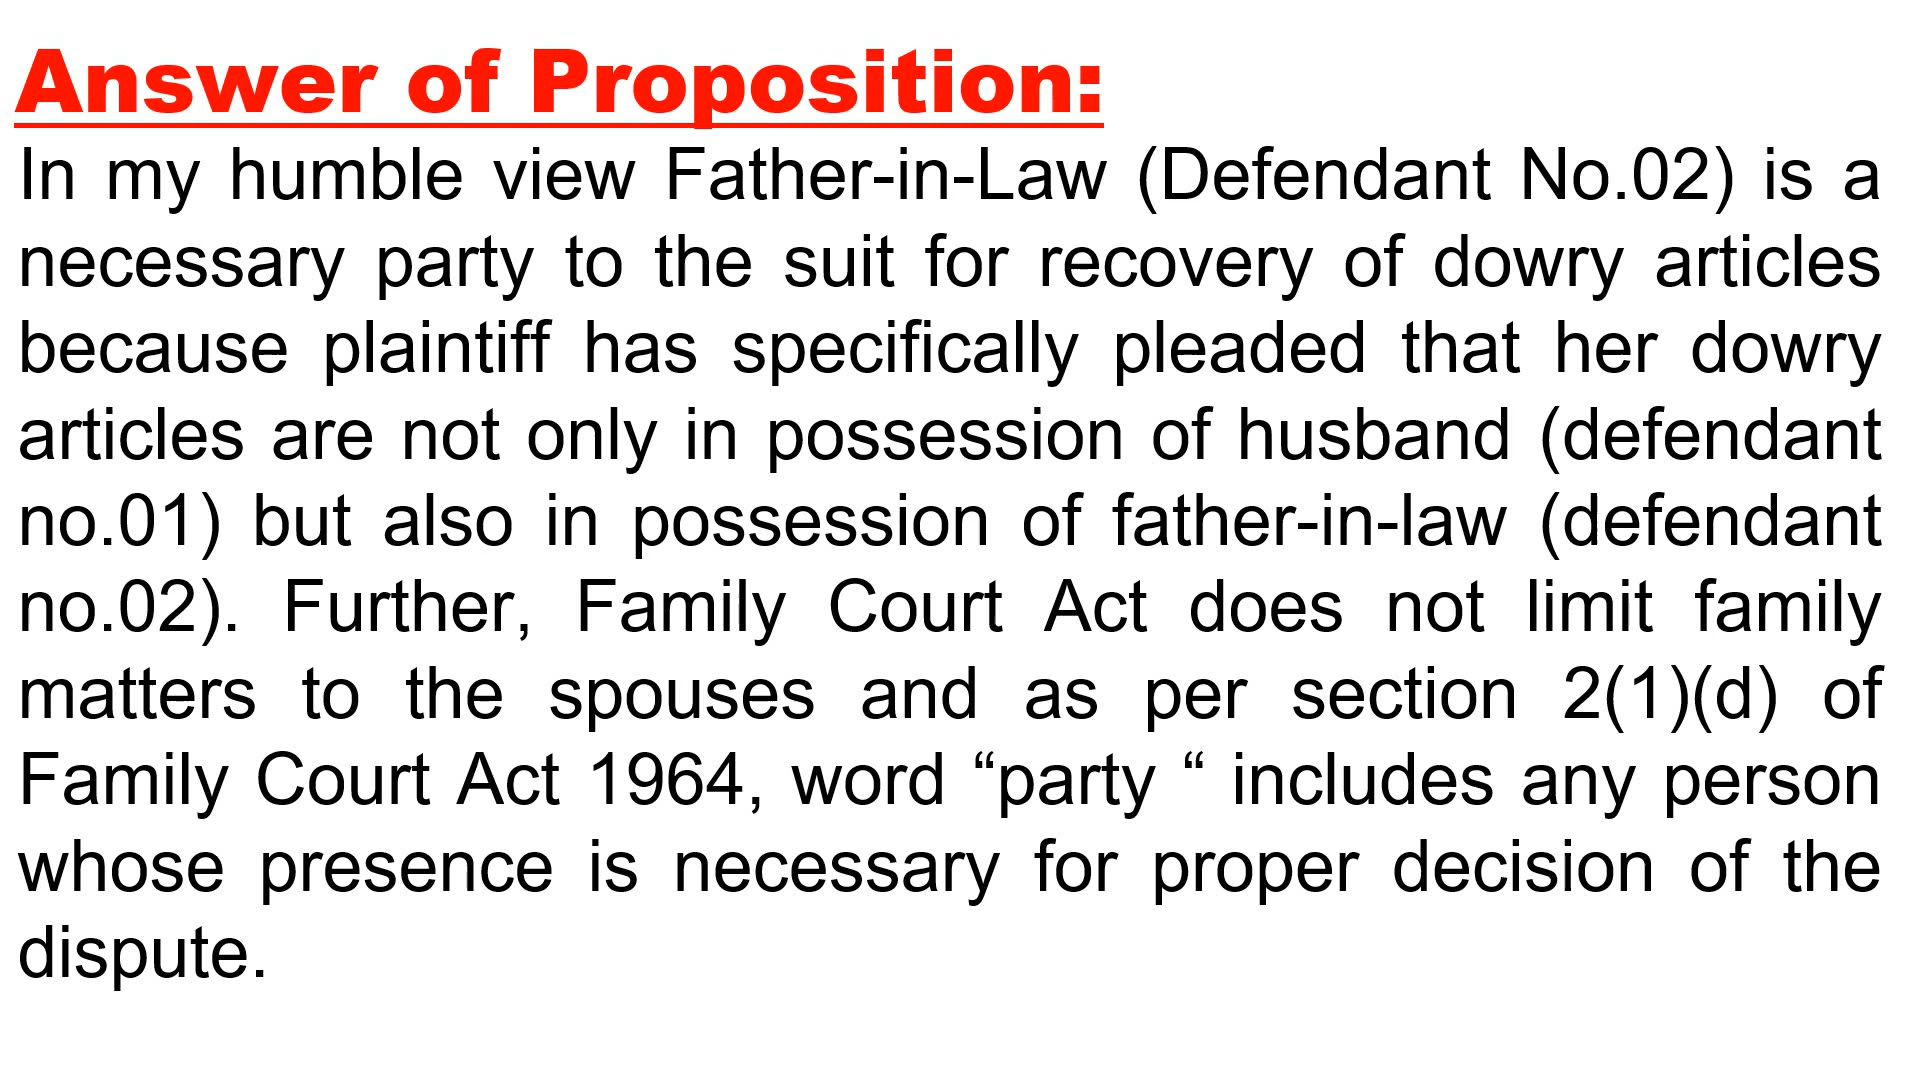 Answer of Proposition:
In my humble view Father-in-Law (Defendant No.02) is a
necessary party to the suit for recovery of dowry articles
because plaintiff has specifically pleaded that her dowry
articles are not only in possession of husband (defendant
no.01) but also in possession of father-in-law (defendant
no.02). Further, Family Court Act does not limit family
matters to the spouses and as per section 2(1)(d) of
Family Court Act 1964, word “party “ includes any person
whose presence is necessary for proper decision of the
dispute.